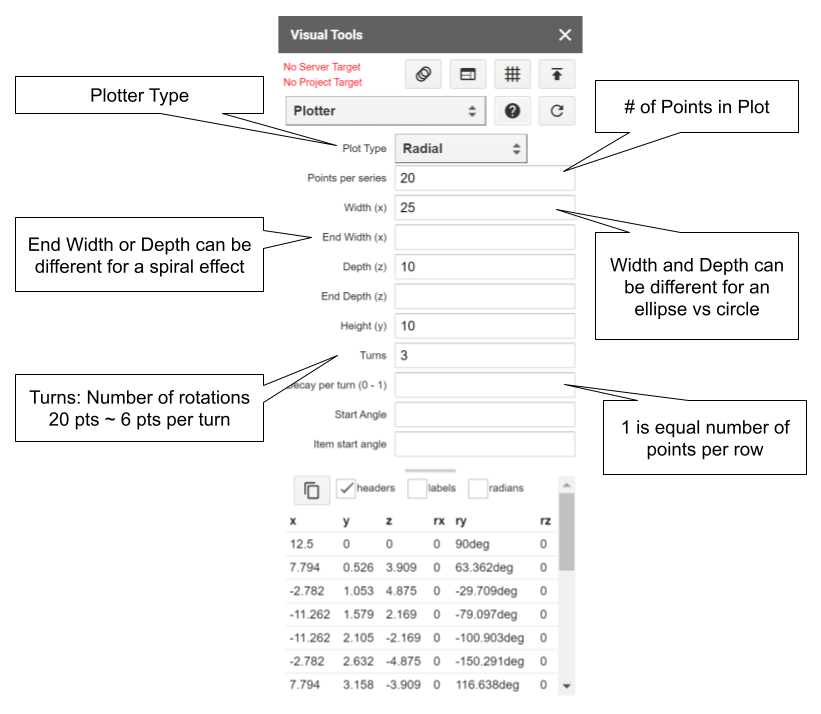 Visual Tools
No Server Target
No Project Target
Plotter
Plotter Type
# of Points in Plot
Plot Type Radial
Points per series 20
Width (x) 25
End Width (x)
End Width or Depth can be
different for a spiral effect
Width and Depth can
be different for an
ellipse vs circle
Depth (z) 10
End Depth (z)
Height (y) 10
Turns 3
Turns: Number of rotations
20 pts ~ 6 pts per turn
ecay per turn (0 - 1)
1 is equal number of
points per row
Start Angle
Item start angle
headers labels radians
x y z rx ry rz
12.5 0 0 0 90deg 0
7.794 0.526 3.909 0 63.362deg 0
-2.782 1.053 4.875 0 -29.709deg 0
-11.262 1.579 2.169 0 -79.097deg 0
-11.262 2.105 -2.169 0 -100.903deg 0
-2.782 2.632 -4.875 0 -150.291deg 0
7.794 3.158 -3.909 0 116.638deg 0